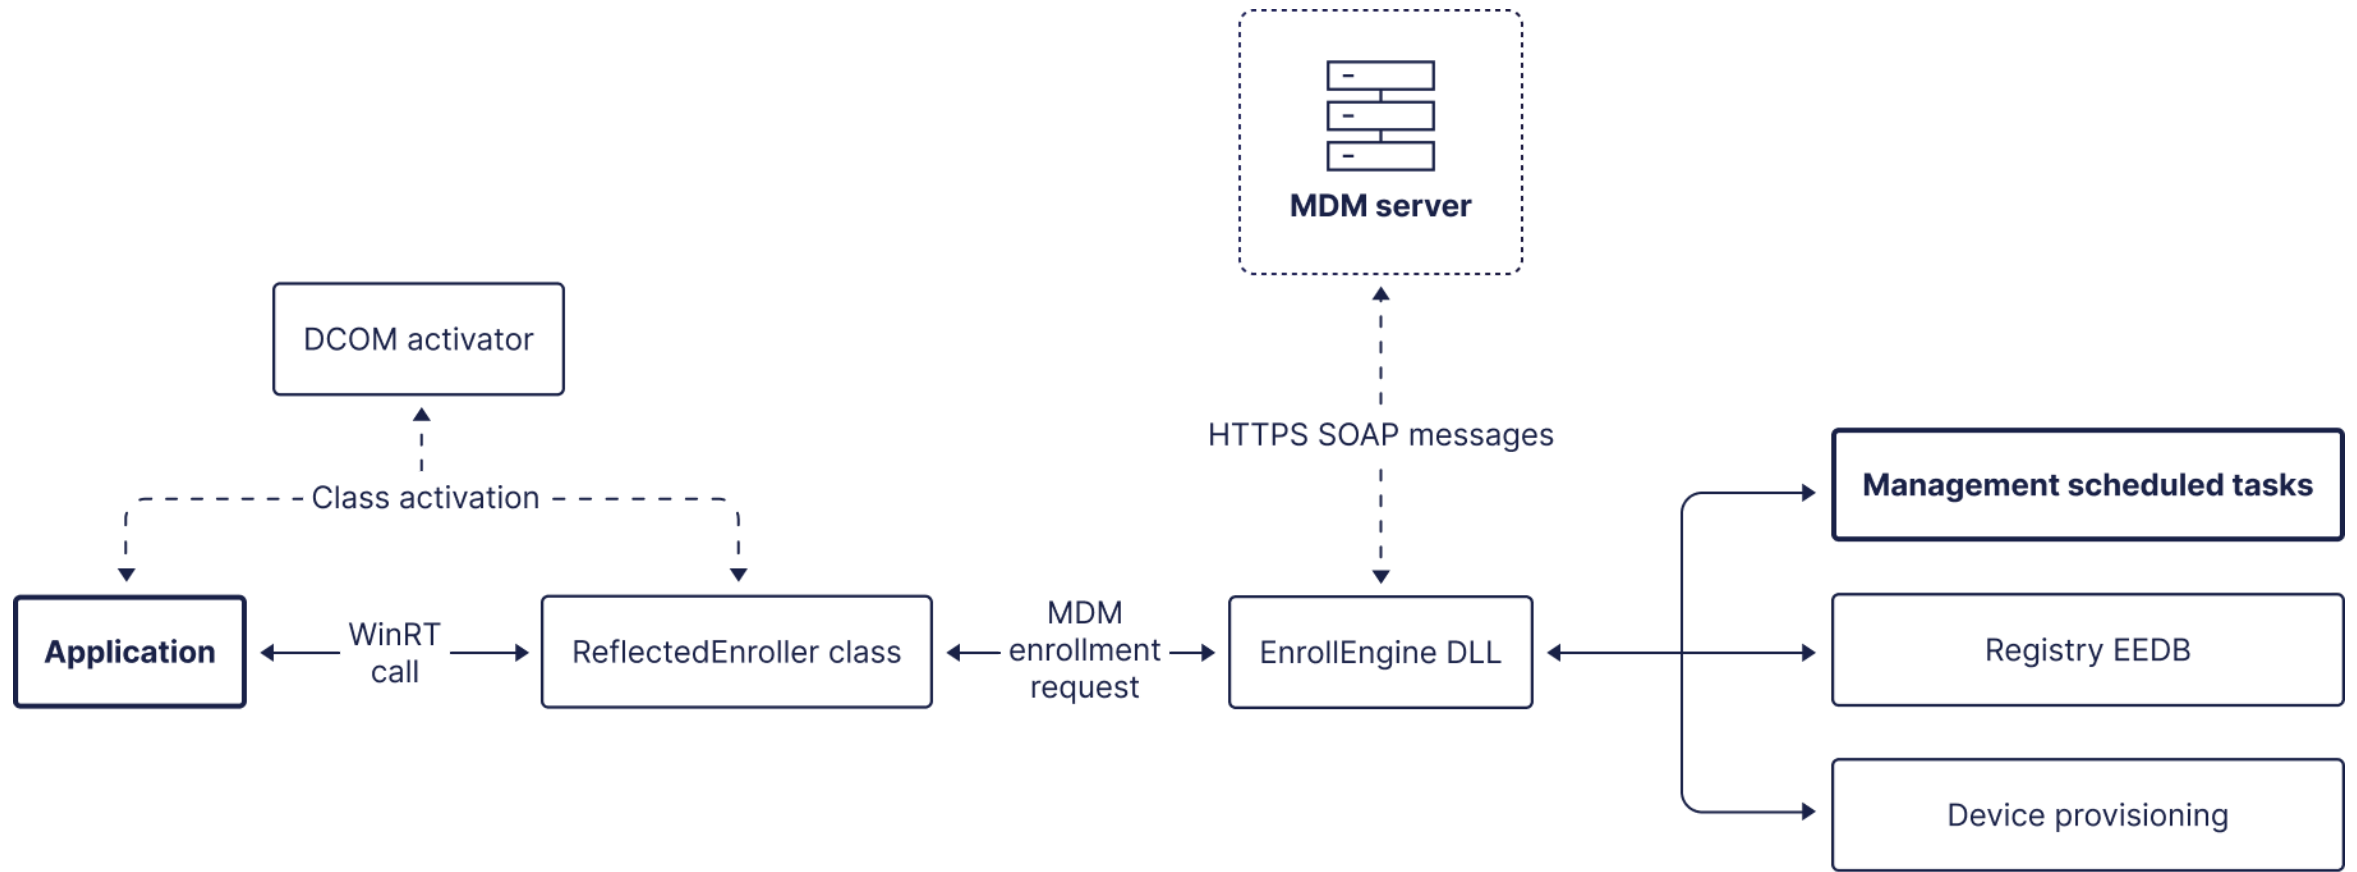 MDM server
DCOM activator
HTTPS SOAP messages
Class activation
Management scheduled tasks
Application
WinRT
call
ReflectedEnroller class
MDM
enrollment
request
EnrollEngine DLL
Registry EEDB
Device provisioning